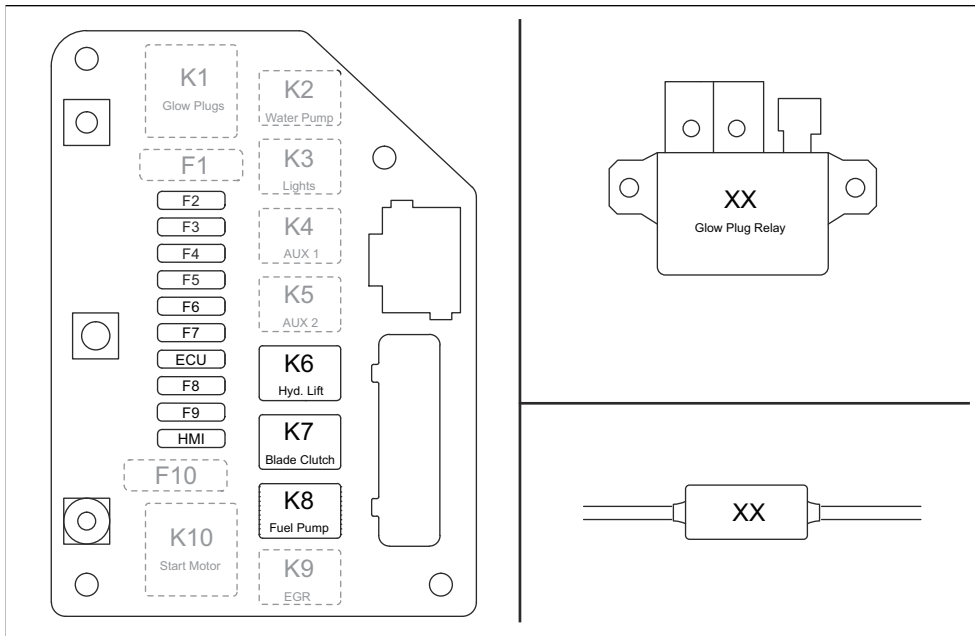 K1
Glow Plugs
K2
Water Pump
F1
K3
Lights
F2
F3
F4
K4
AUX 1
F5
F6
K5
AUX 2
F7
ECU
K6
Hyd. Lift
F8
F9
HMI
K7
Blade Clutch
F10
K8
Fuel Pump
K10
Start Motor
K9
EGR
XX
Glow Plug Relay
XX